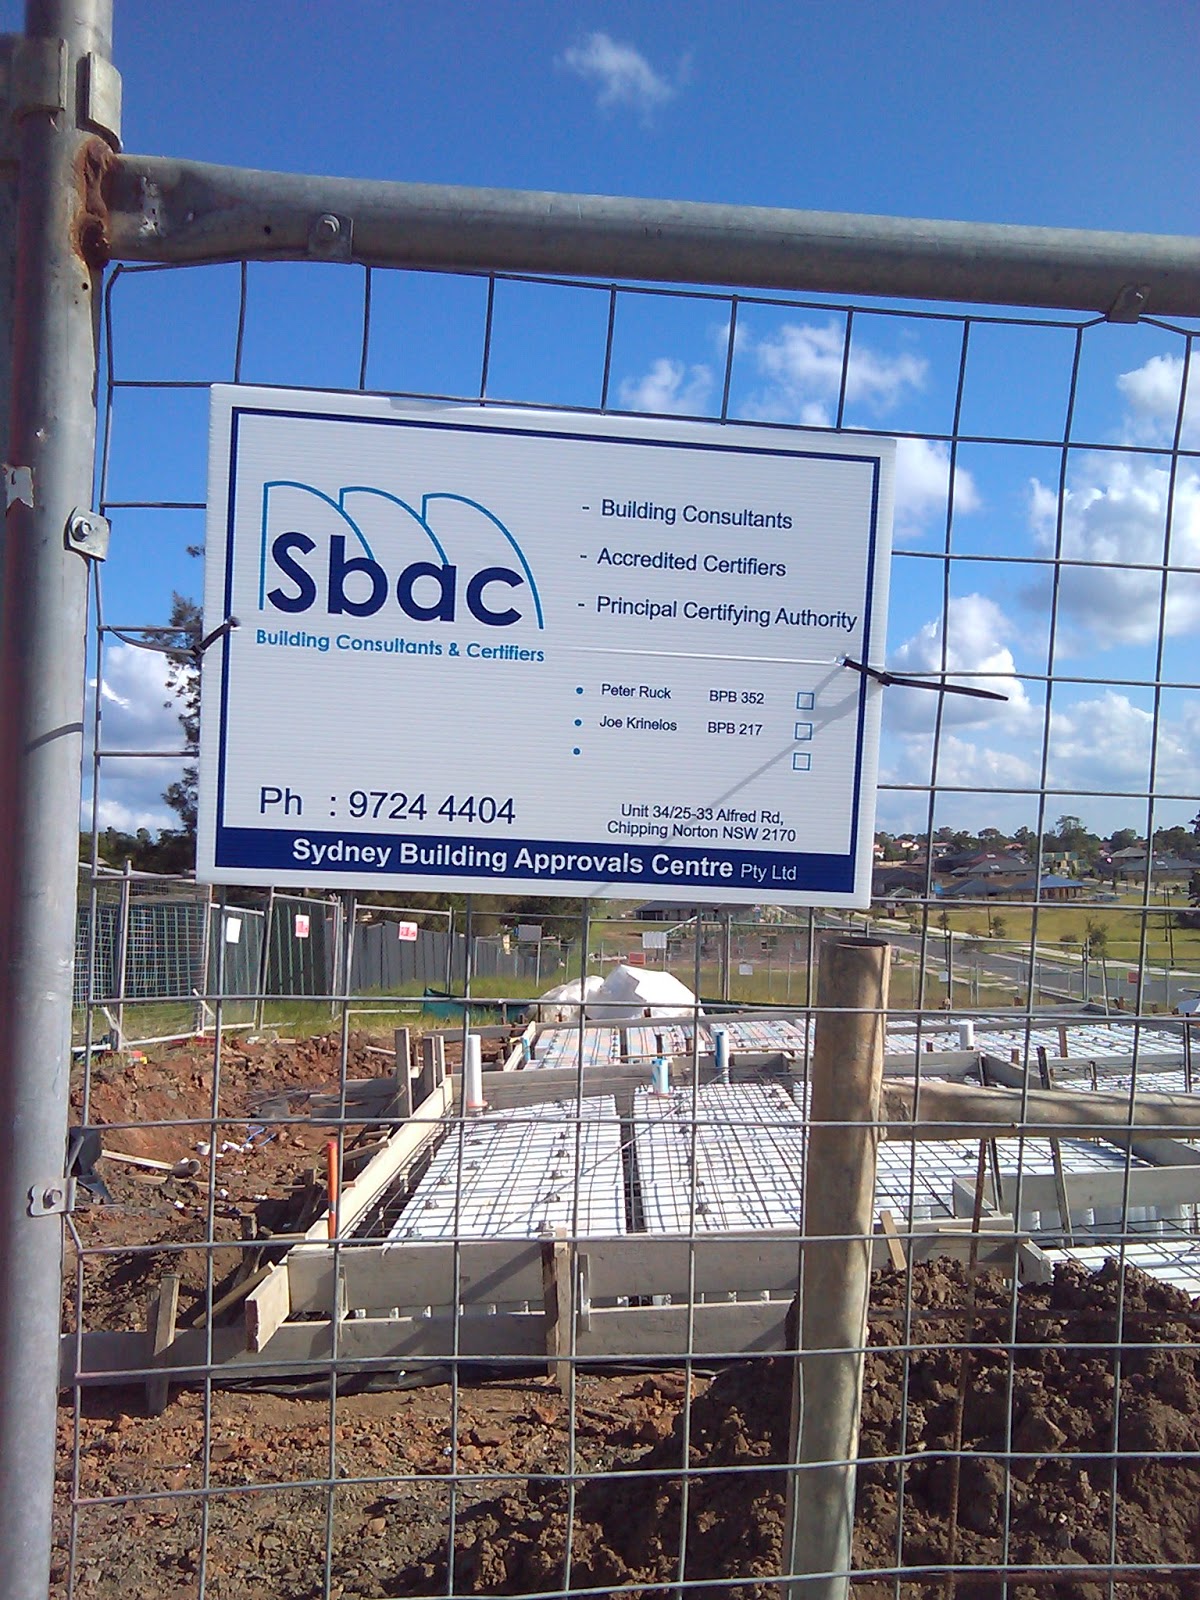 Sbac
Building Consultants & Certifiers
- Building Consultants
- Accredited Certifiers
- Principal Certifying Authority
• Peter Ruck BPB 352
• Joe Krinelos BPB 217
•
Ph : 9724 4404
Unit 34/25-33 Alfred Rd,
Chipping Norton NSW 2170
Sydney Building Approvals Centre Pty Ltd